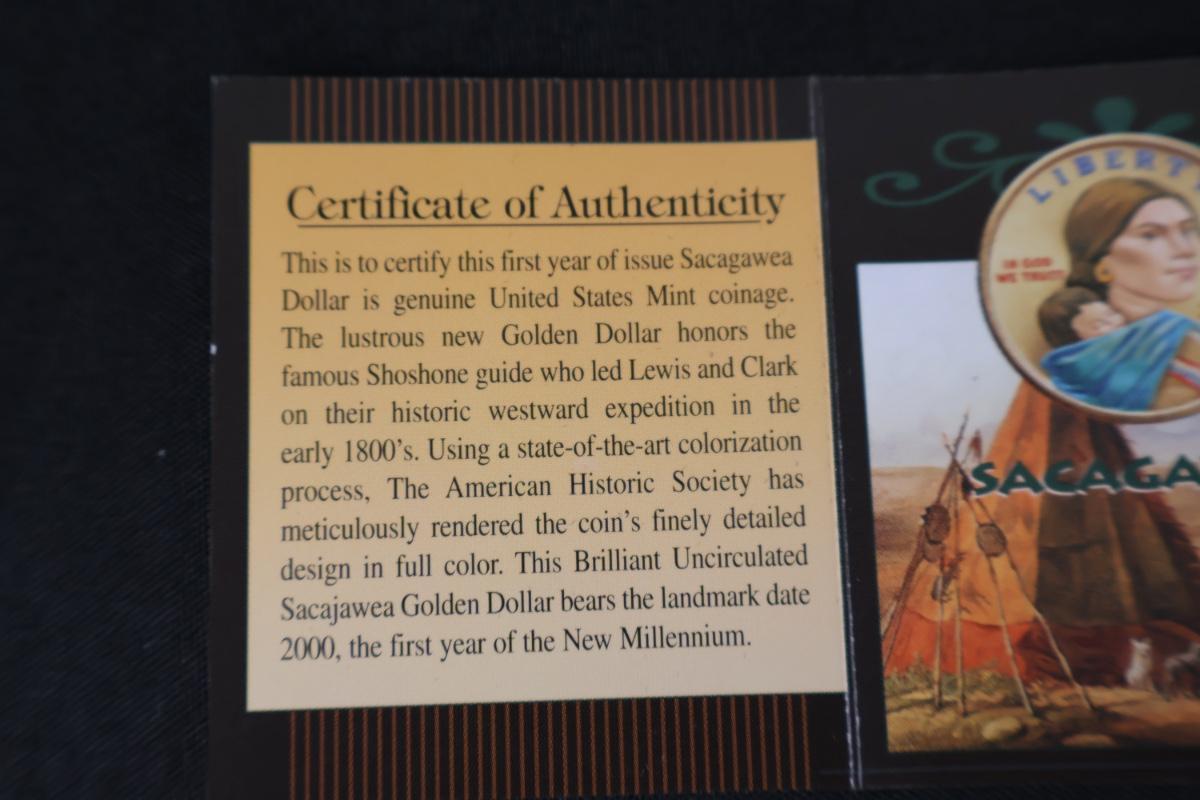 Certificate of Authenticity
This is to certify this first year of issue Sacagawea
Dollar is genuine United States Mint coinage.
The lustrous new Golden Dollar honors the
famous Shoshone guide who led Lewis and Clark
on their historic westward expedition in the
early 1800's. Using a state-of-the-art colorization
process, The American Historic Society has
meticulously rendered the coin's finely detailed
design in full color. This Brilliant Uncirculated
Sacajawea Golden Dollar bears the landmark date
2000, the first year of the New Millennium.
LIBERTY
IN GOD
WE TRUST
SACAGA